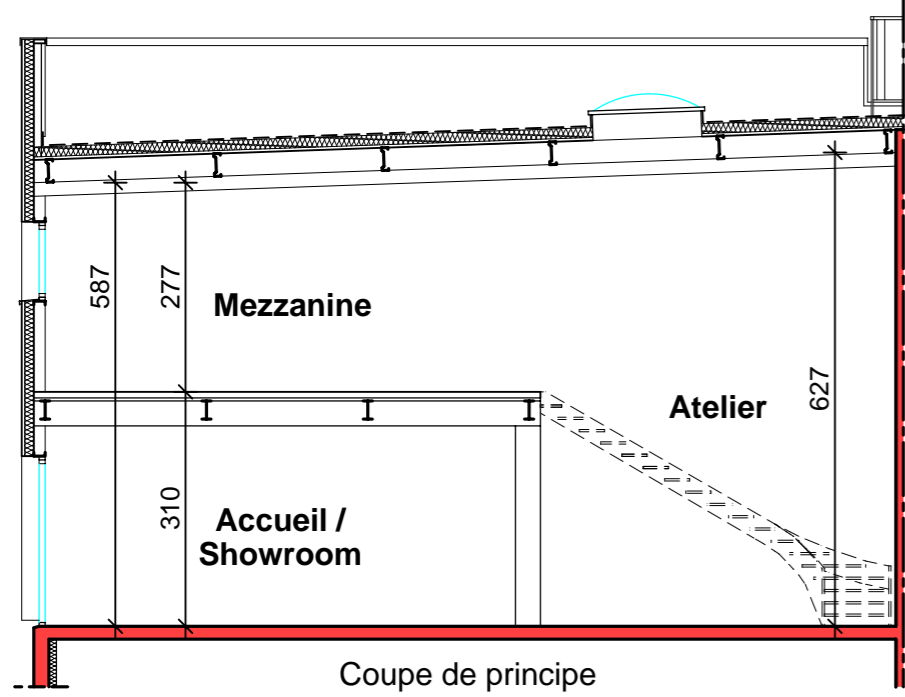 587
277
Mezzanine
627
Atelier
310
Accueil /
Showroom
Coupe de principe